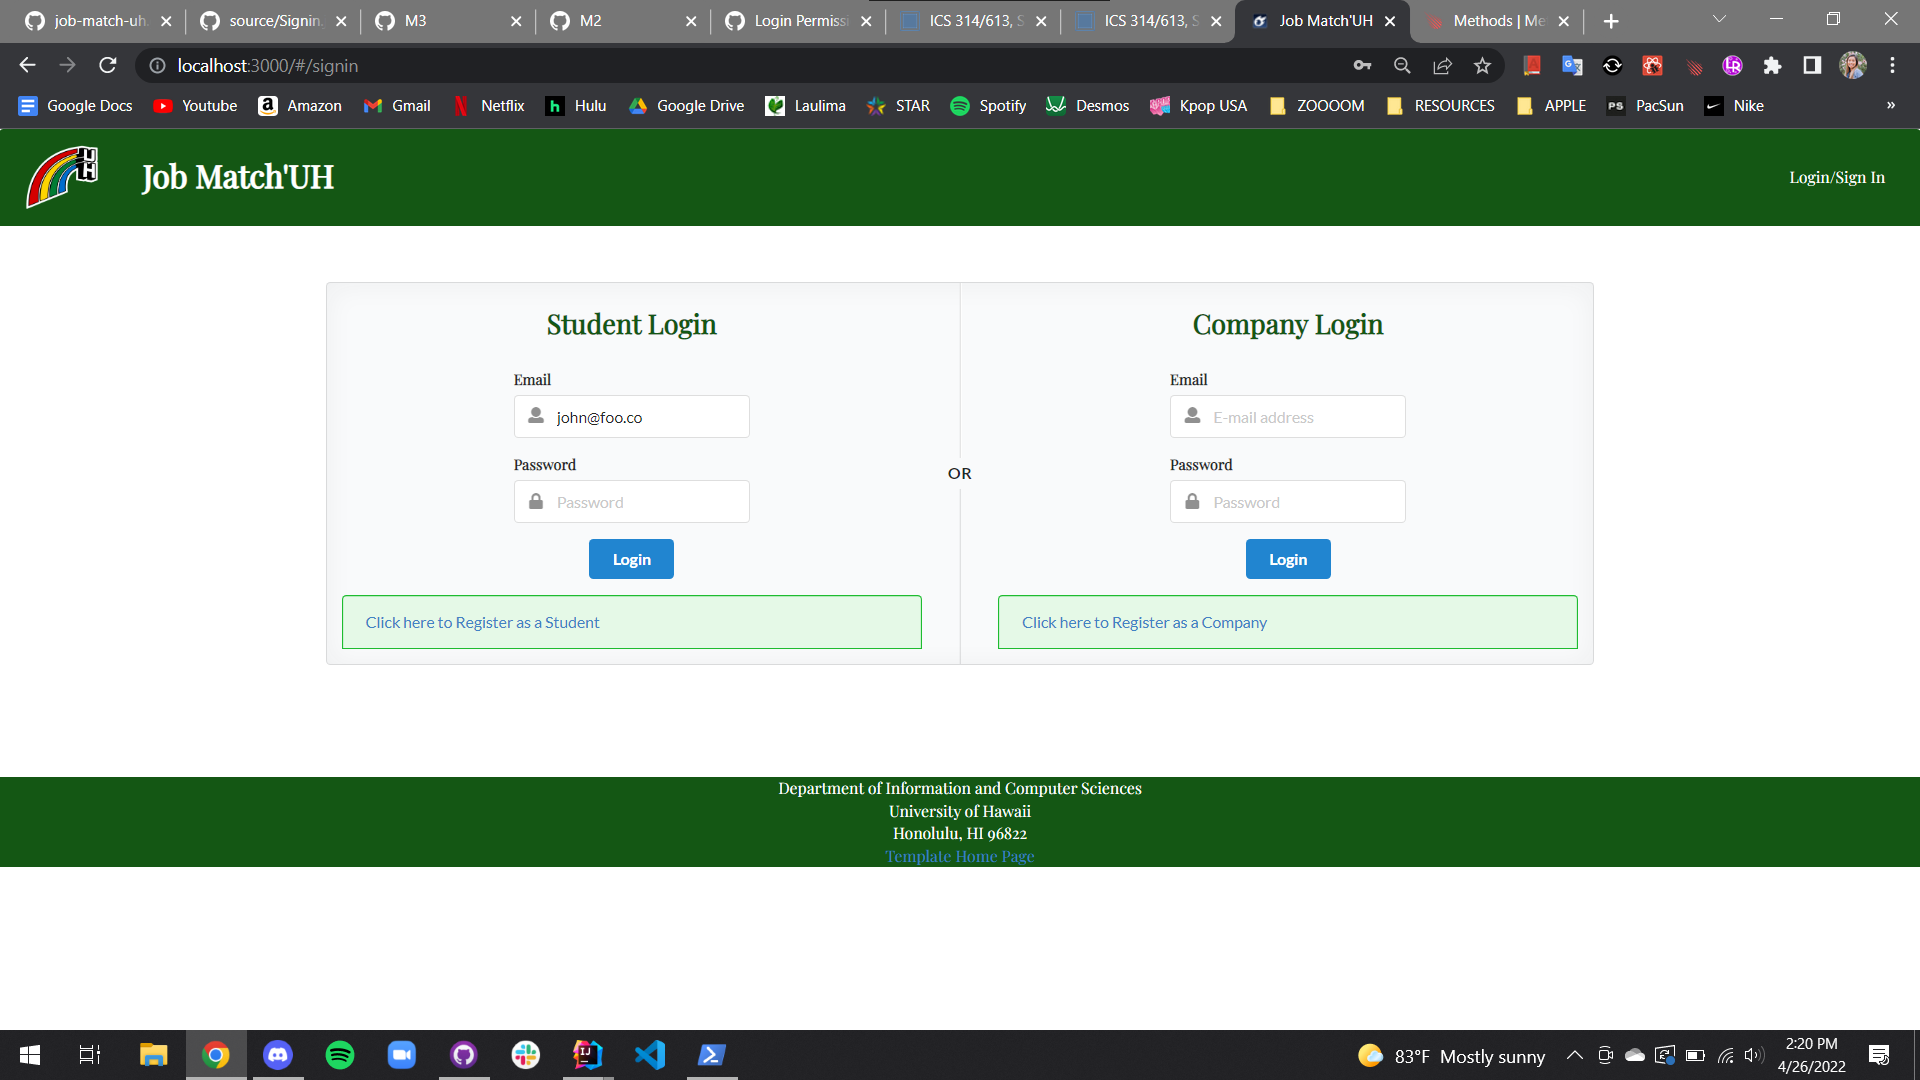 job-match-uh
source/Signin
M3
M2
Login Permissi
ICS 314/613, S
ICS 314/613, S
Job Match'UH
Methods | Me
localhost:3000/#/signin
Google Docs
Youtube
Amazon
Gmail
Netflix
Hulu
Google Drive
Laulima
STAR
Spotify
Desmos
Kpop USA
ZOOOOM
RESOURCES
APPLE
PS
PacSun
Nike
»
UH
Job Match'UH
Login/Sign In
Student Login
Email
john@foo.co
Password
Password
Login
Click here to Register as a Student
OR
Company Login
Email
E-mail address
Password
Password
Login
Click here to Register as a Company
Department of Information and Computer Sciences
University of Hawaii
Honolulu, HI 96822
Template Home Page
83°F Mostly sunny
2:20 PM
4/26/2022